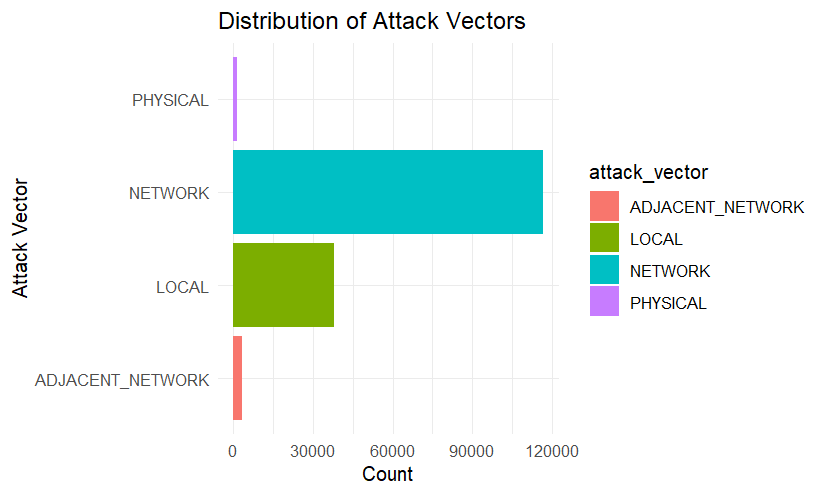 Distribution of Attack Vectors
Attack Vector
PHYSICAL
NETWORK
LOCAL
ADJACENT_NETWORK
0 30000 60000 90000 120000
Count
attack_vector
ADJACENT_NETWORK
LOCAL
NETWORK
PHYSICAL